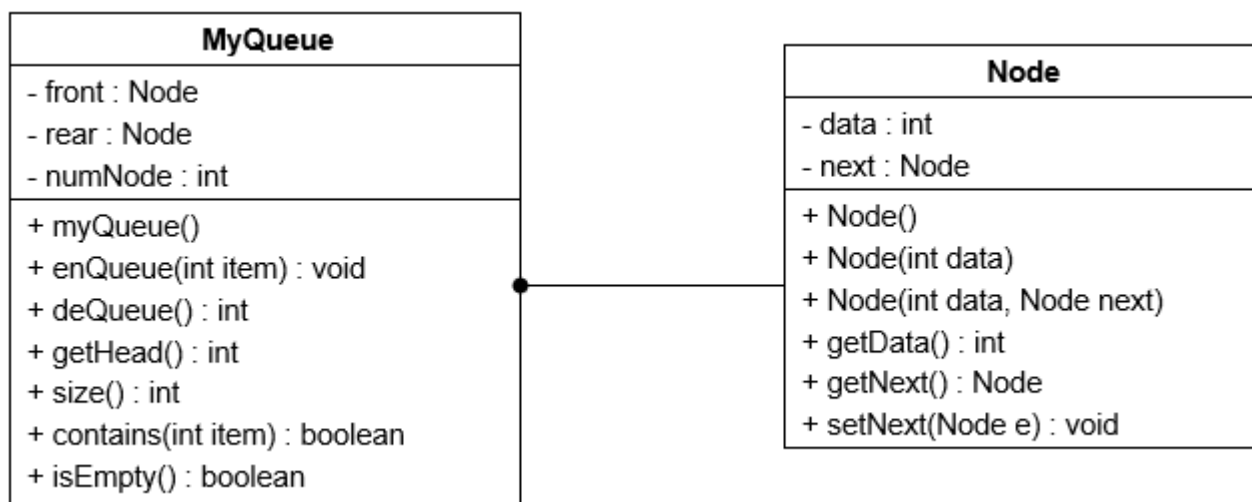 MyQueue
- front : Node
- rear : Node
- numNode : int
+ myQueue()
+ enQueue(int item) : void
+ deQueue() : int
+ getHead() : int
+ size() : int
+ contains(int item) : boolean
+ isEmpty() : boolean
Node
- data : int
- next : Node
+ Node()
+ Node(int data)
+ Node(int data, Node next)
+ getData() : int
+ getNext() : Node
+ setNext(Node e) : void